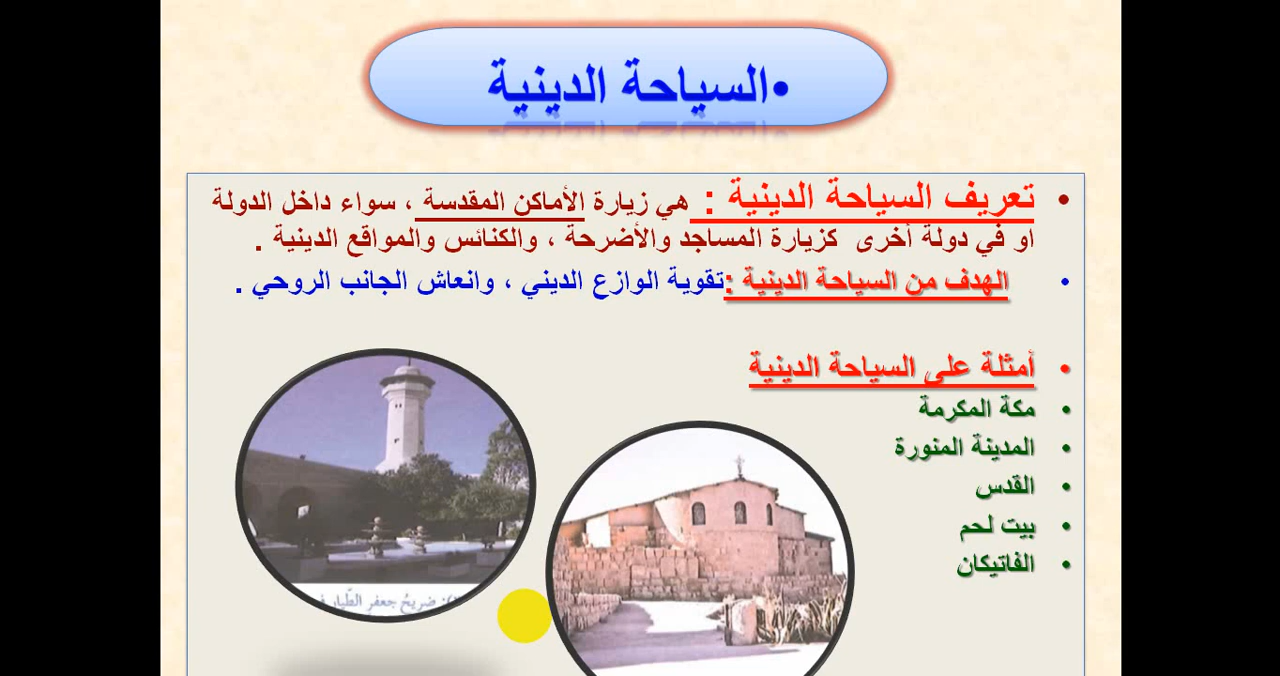 •السياحة الدينية
• تعريف السياحة الدينية : هي زيارة الأماكن المقدسة ، سواء داخل الدولة
او في دولة أخرى كزيارة المساجد والأضرحة ، والكنائس والمواقع الدينية .
• الهدف من السياحة الدينية :تقوية الوازع الديني ، وانعاش الجانب الروحي .
• أمثلة على السياحة الدينية
• مكة المكرمة
• المدينة المنورة
• القدس
• بيت لحم
• الفاتيكان
): ضريحُ جعفرِ الطّيار